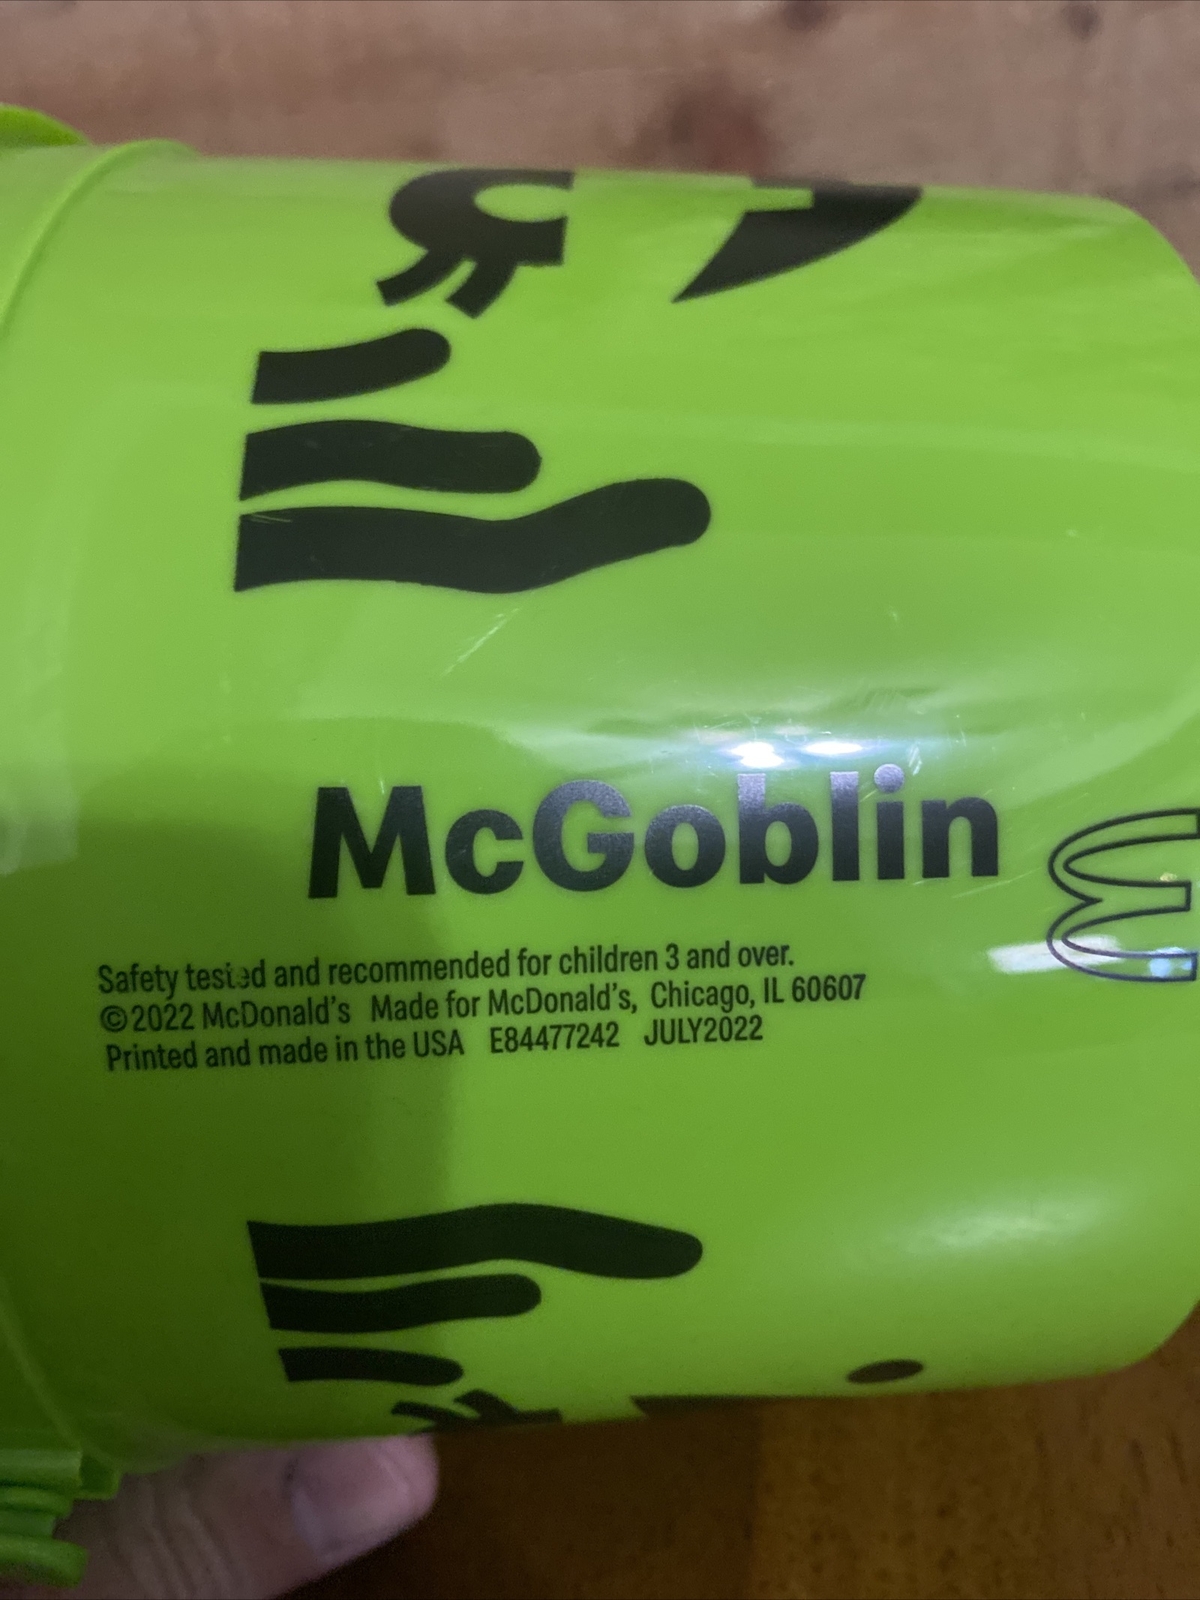 McGoblin
Safety tested and recommended for children 3 and over.
©2022 McDonald's Made for McDonald's, Chicago, IL 60607
Printed and made in the USA E84477242 JULY2022